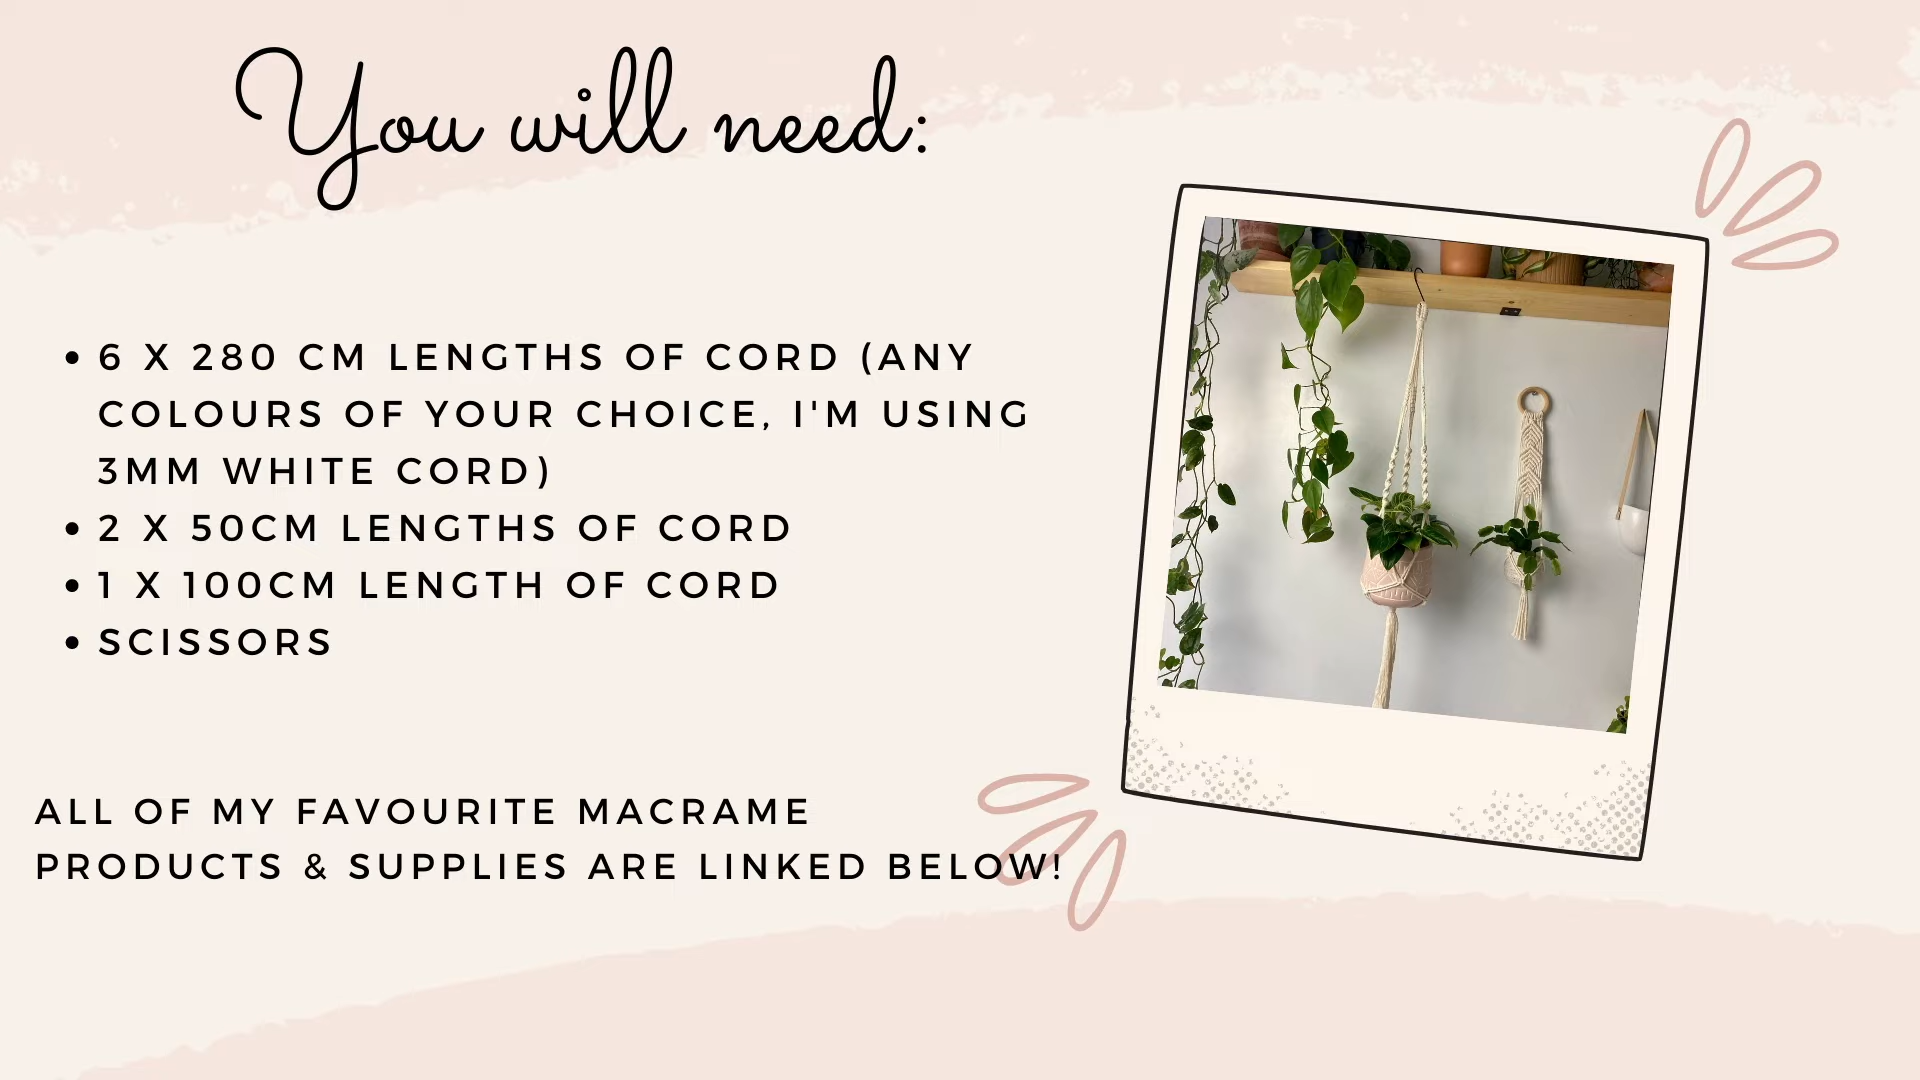 You will need:
• 6 X 280 CM LENGTHS OF CORD (ANY
COLOURS OF YOUR CHOICE, I'M USING
3MM WHITE CORD)
• 2 X 50CM LENGTHS OF CORD
• 1 X 100CM LENGTH OF CORD
• SCISSORS
ALL OF MY FAVOURITE MACRAME
PRODUCTS & SUPPLIES ARE LINKED BELOW!